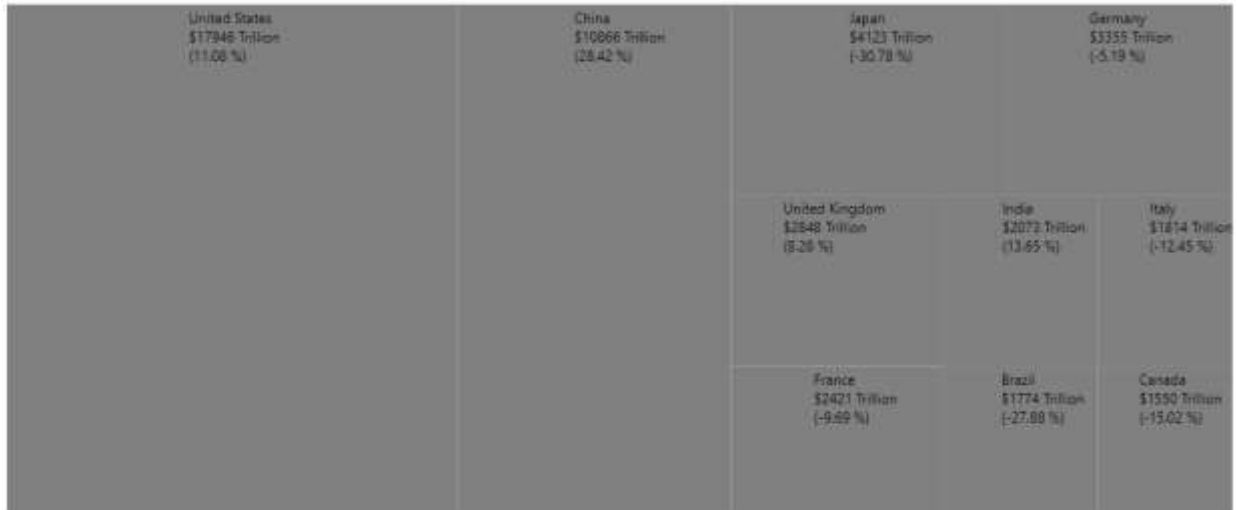 United States
$17946 Trillion
(11.08 %)
China
$10866 Trillion
(28.42 %)
Japan
$4123 Trillion
(-30.78 %)
Germany
$3355 Trillion
(-5.19 %)
United Kingdom
$2848 Trillion
(8.28 %)
India
$2073 Trillion
(13.65 %)
Italy
$1814 Trillion
(-12.45 %)
France
$2421 Trillion
(-9.69 %)
Brazil
$1774 Trillion
(-27.88 %)
Canada
$1550 Trillion
(-15.02 %)